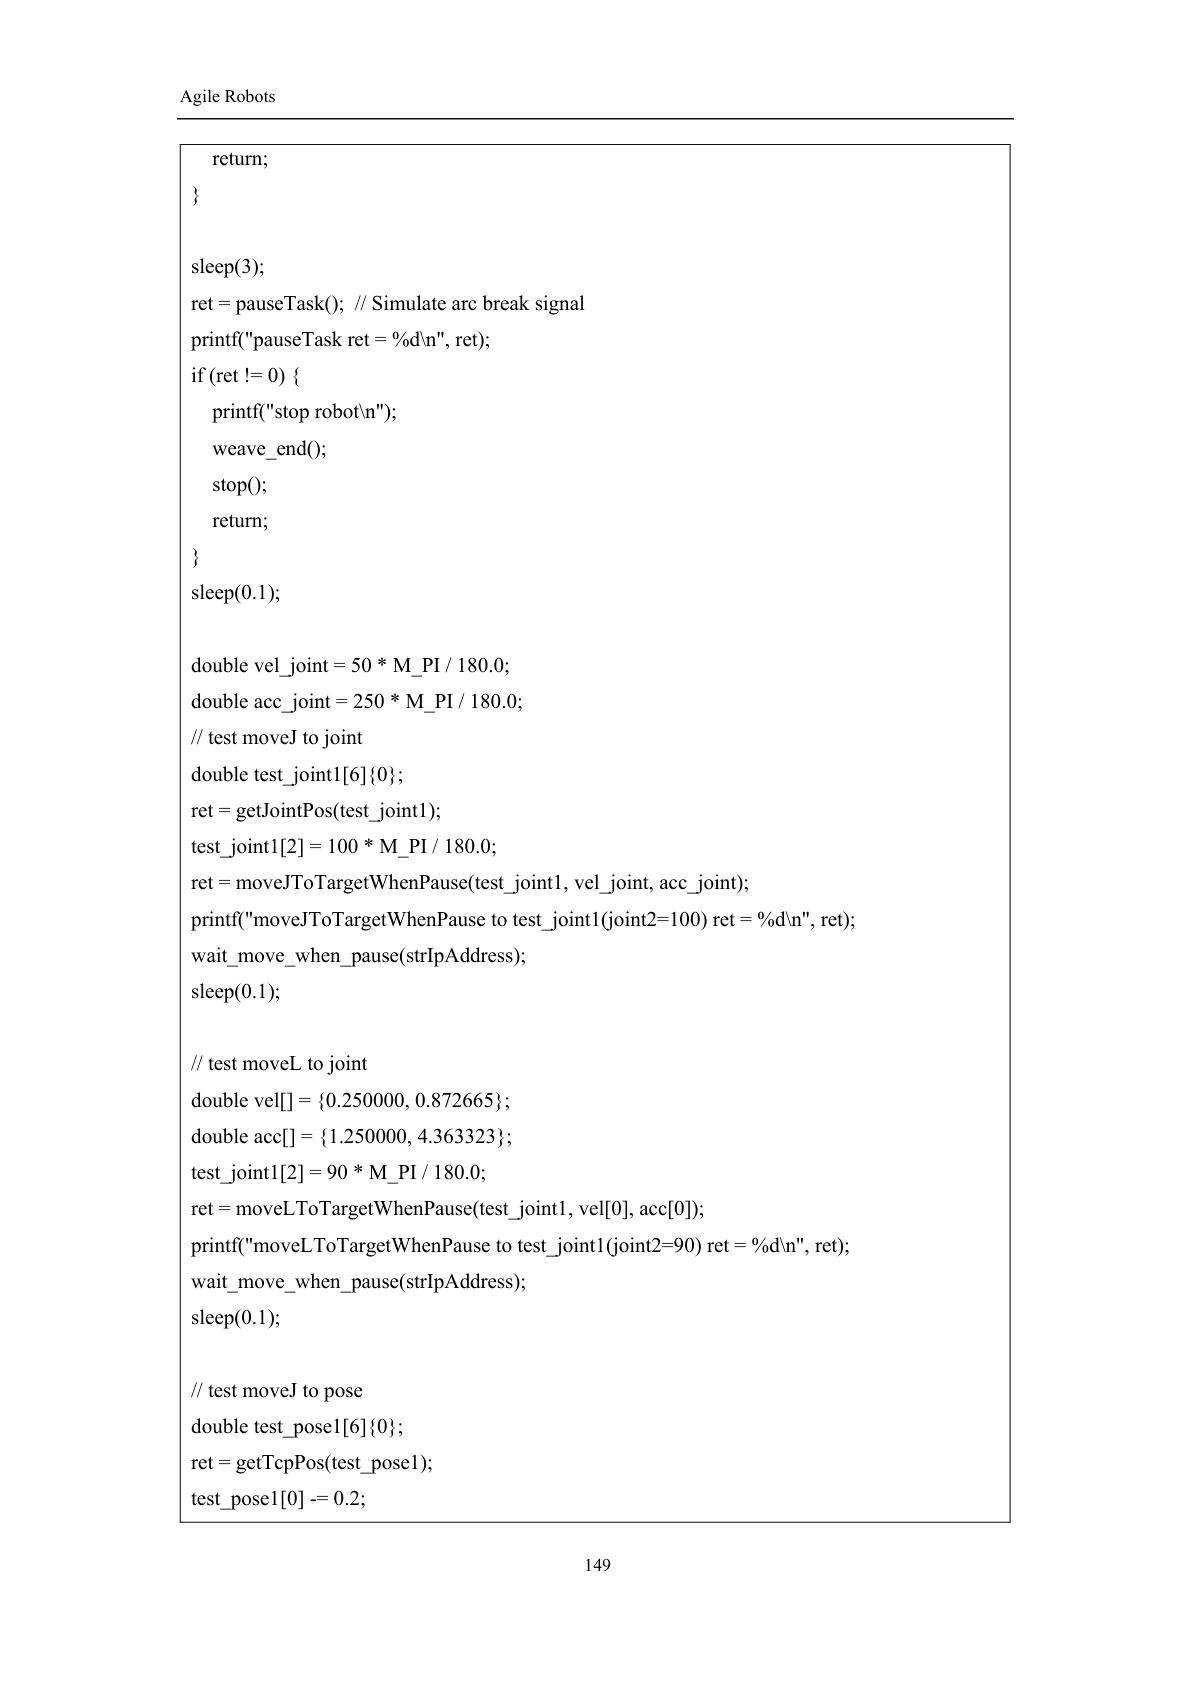 Agile Robots
return;
}
sleep(3);
ret = pauseTask();  // Simulate arc break signal
printf("pauseTask ret = %d\n", ret);
if (ret != 0) {
printf("stop robot\n");
weave_end();
stop();
return;
}
sleep(0.1);
double vel_joint = 50 * M_PI / 180.0;
double acc_joint = 250 * M_PI / 180.0;
// test moveJ to joint
double test_joint1[6]{0};
ret = getJointPos(test_joint1);
test_joint1[2] = 100 * M_PI / 180.0;
ret = moveJToTargetWhenPause(test_joint1, vel_joint, acc_joint);
printf("moveJToTargetWhenPause to test_joint1(joint2=100) ret = %d\n", ret);
wait_move_when_pause(strIpAddress);
sleep(0.1);
// test moveL to joint
double vel[] = {0.250000, 0.872665};
double acc[] = {1.250000, 4.363323};
test_joint1[2] = 90 * M_PI / 180.0;
ret = moveLToTargetWhenPause(test_joint1, vel[0], acc[0]);
printf("moveLToTargetWhenPause to test_joint1(joint2=90) ret = %d\n", ret);
wait_move_when_pause(strIpAddress);
sleep(0.1);
// test moveJ to pose
double test_pose1[6]{0};
ret = getTcpPos(test_pose1);
test_pose1[0] -= 0.2;
149